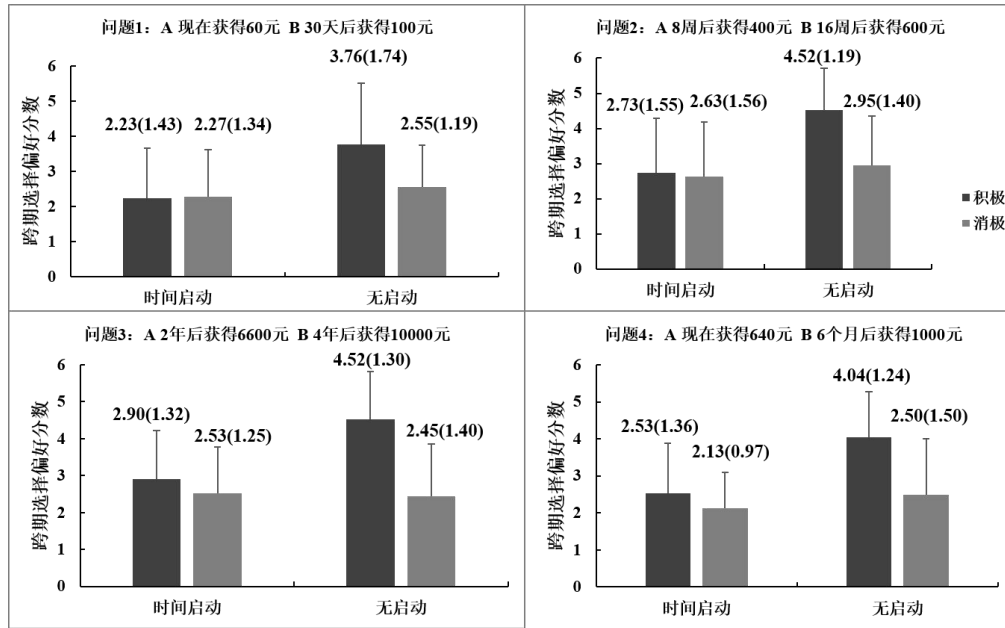 问题1：A 现在获得60元 B 30天后获得100元
跨期选择偏好分数
6
5
4
3
2
1
0
2.23(1.43)
2.27(1.34)
3.76(1.74)
2.55(1.19)
时间启动
无启动
问题2：A 8周后获得400元 B 16周后获得600元
跨期选择偏好分数
6
5
4
3
2
1
0
2.73(1.55)
2.63(1.56)
4.52(1.19)
2.95(1.40)
时间启动
无启动
积极
消极
问题3：A 2年后获得6600元 B 4年后获得10000元
跨期选择偏好分数
6
5
4
3
2
1
0
2.90(1.32)
2.53(1.25)
4.52(1.30)
2.45(1.40)
时间启动
无启动
问题4：A 现在获得640元 B 6个月后获得1000元
跨期选择偏好分数
6
5
4
3
2
1
0
2.53(1.36)
2.13(0.97)
4.04(1.24)
2.50(1.50)
时间启动
无启动